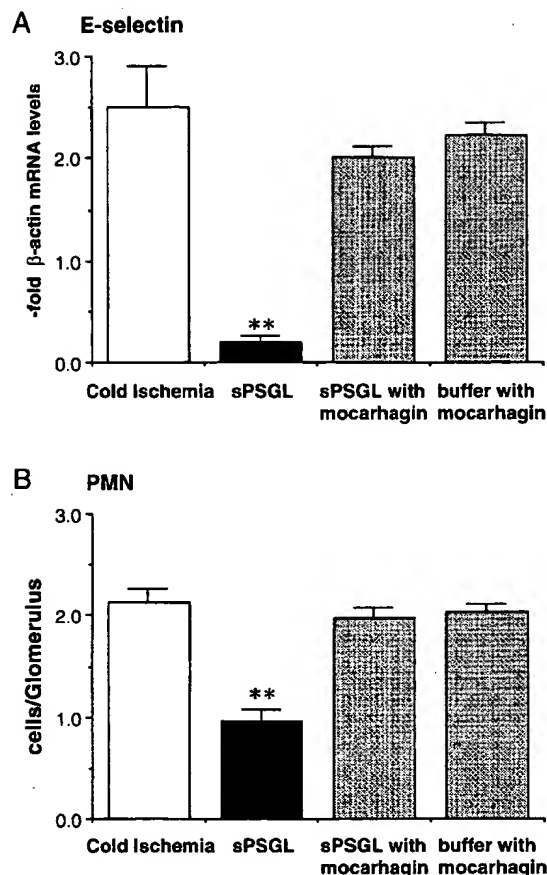 A E-selectin
-fold β-actin mRNA levels
3.0
2.0
1.0
0.0
**
Cold Ischemia sPSGL sPSGL with mocarhagin buffer with mocarhagin
B PMN
cells/Glomerulus
3.0
2.0
1.0
0.0
**
Cold Ischemia sPSGL sPSGL with mocarhagin buffer with mocarhagin